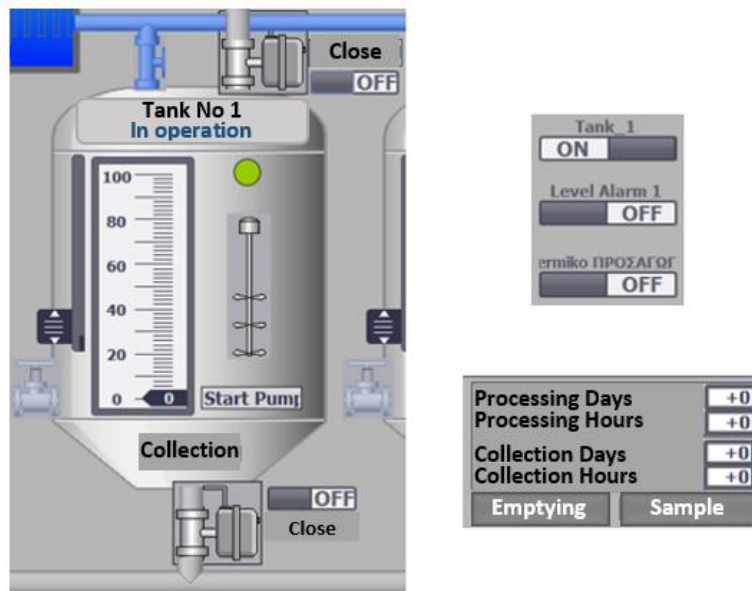 Close
OFF
Tank No 1
In operation
100
80
60
40
20
0
0
Start Pump
Collection
OFF
Close
Tank_1
ON
Level Alarm 1
OFF
ermiko ΠΡΟΣΑΓΩΓ
OFF
Processing Days +0
Processing Hours +0
Collection Days +0
Collection Hours +0
Emptying Sample